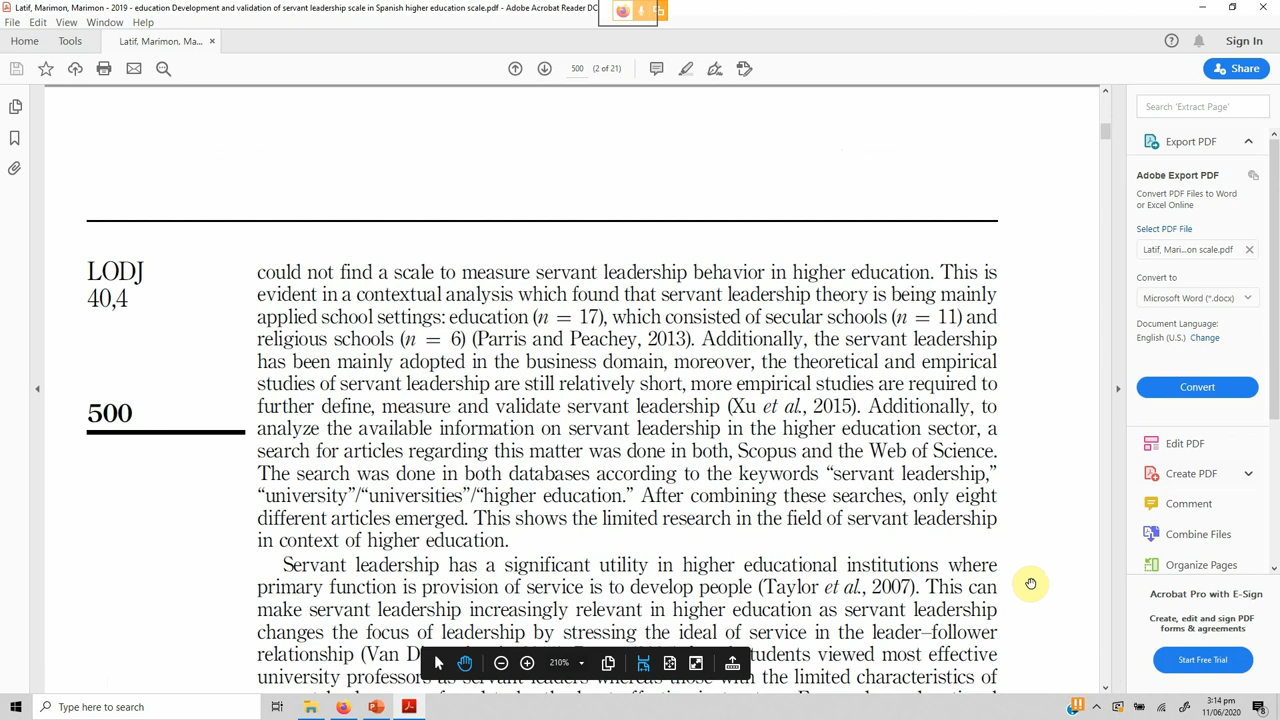 Latif, Marimon, Marimon - 2019 - education Development and validation of servant leadership scale in Spanish higher education scale.pdf - Adobe Acrobat Reader DC
File Edit View Window Help
Home Tools Latif, Marimon, Ma... × Sign In
500 (2 of 21) Share
Search 'Extract Page'
Export PDF
Adobe Export PDF
Convert PDF Files to Word
or Excel Online
Select PDF File
Latif, Mari...on scale.pdf
Convert to
Microsoft Word (*.docx)
Document Language:
English (U.S.) Change
Convert
Edit PDF
Create PDF
Comment
Combine Files
Organize Pages
Acrobat Pro with E-Sign
Create, edit and sign PDF
forms & agreements
Start Free Trial
LODJ
40,4
500
could not find a scale to measure servant leadership behavior in higher education. This is
evident in a contextual analysis which found that servant leadership theory is being mainly
applied school settings: education (n = 17), which consisted of secular schools (n = 11) and
religious schools (n = 6) (Parris and Peachey, 2013). Additionally, the servant leadership
has been mainly adopted in the business domain, moreover, the theoretical and empirical
studies of servant leadership are still relatively short, more empirical studies are required to
further define, measure and validate servant leadership (Xu et al., 2015). Additionally, to
analyze the available information on servant leadership in the higher education sector, a
search for articles regarding this matter was done in both, Scopus and the Web of Science.
The search was done in both databases according to the keywords “servant leadership,”
“university”/“universities”/“higher education.” After combining these searches, only eight
different articles emerged. This shows the limited research in the field of servant leadership
in context of higher education.
Servant leadership has a significant utility in higher educational institutions where
primary function is provision of service is to develop people (Taylor et al., 2007). This can
make servant leadership increasingly relevant in higher education as servant leadership
changes the focus of leadership by stressing the ideal of service in the leader–follower
relationship (Van students viewed most effective
university professors as servant leaders whereas those with the limited characteristics of
210%
Type here to search
3:14 pm
11/06/2020